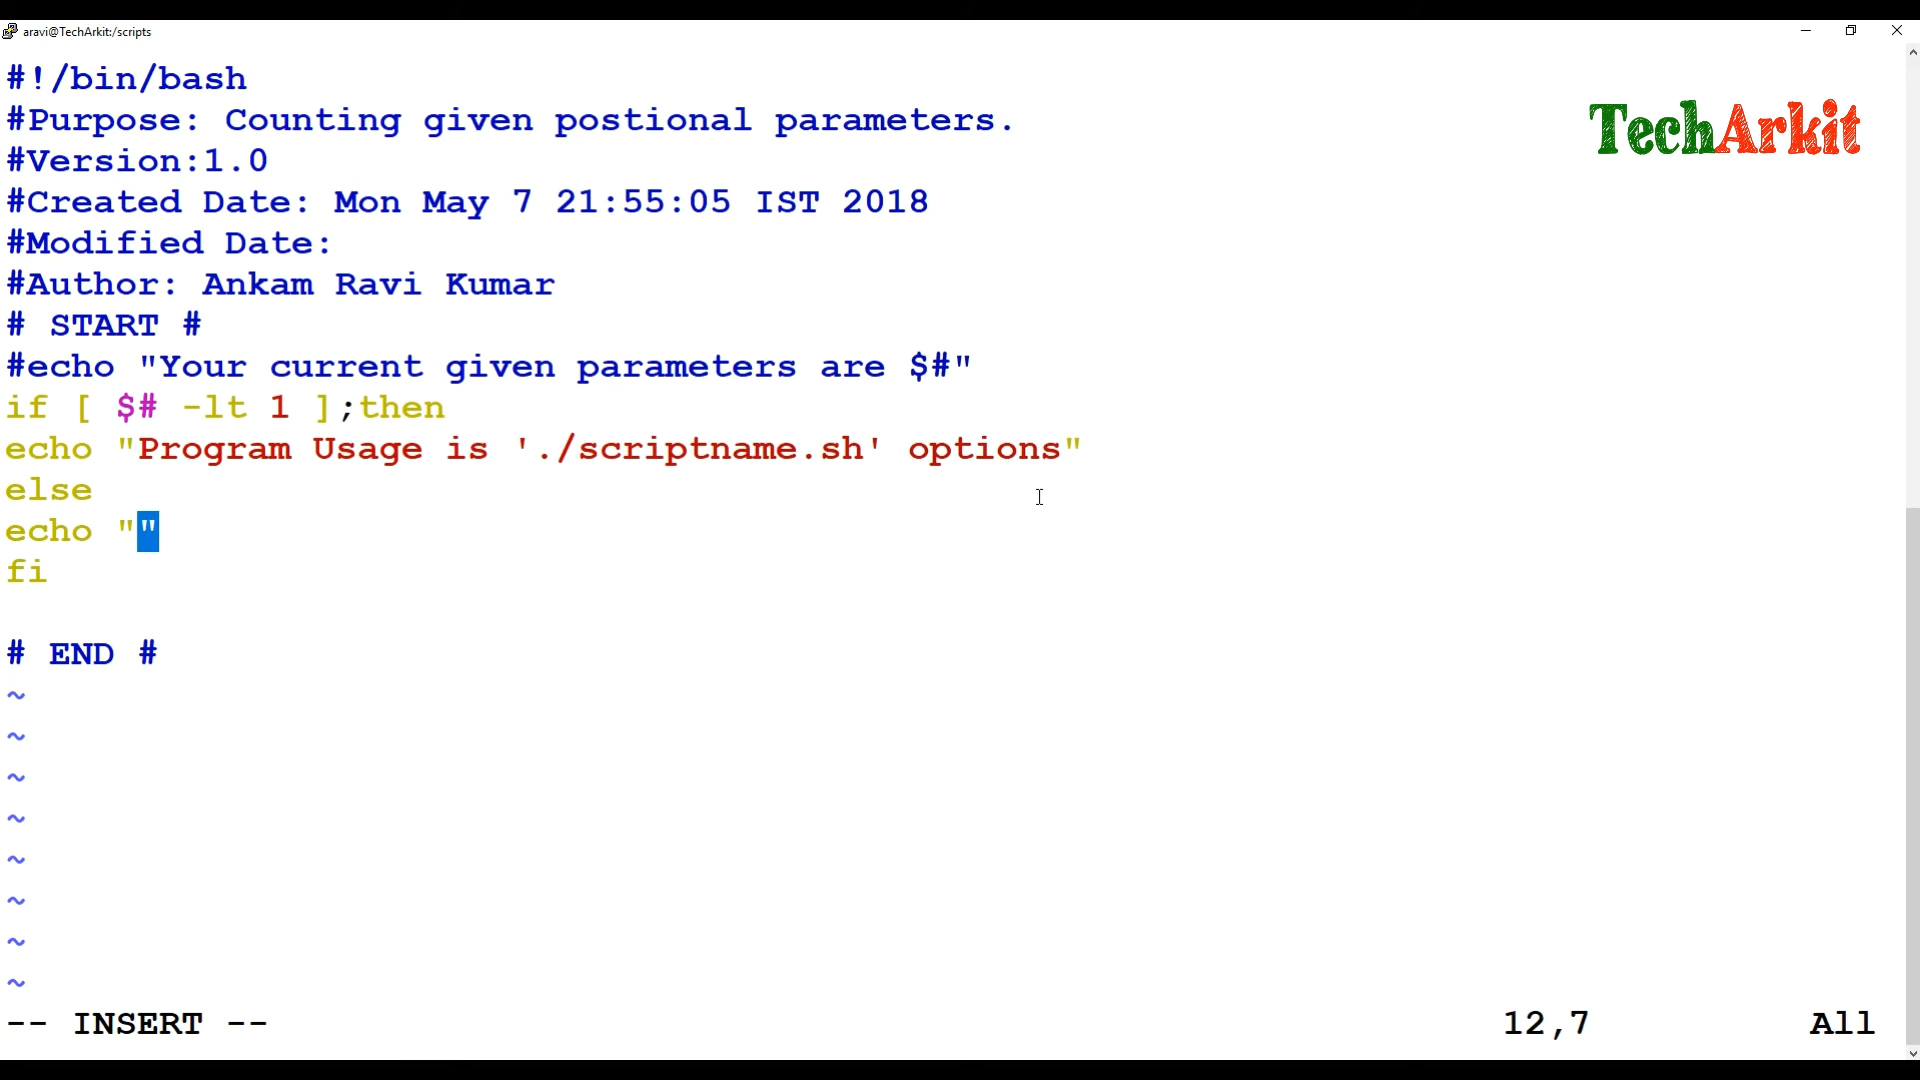 aravi@TechArkit:/scripts
#!/bin/bash
#Purpose: Counting given postional parameters.
TechArkit
#Version:1.0
#Created Date: Mon May 7 21:55:05 IST 2018
#Modified Date:
#Author: Ankam Ravi Kumar
# START #
#echo "Your current given parameters are $#"
if [ $# -lt 1 ];then
echo "Program Usage is './scriptname.sh' options"
else
echo ""
fi
# END #
~
~
~
~
~
~
~
~
-- INSERT -- 12,7 All